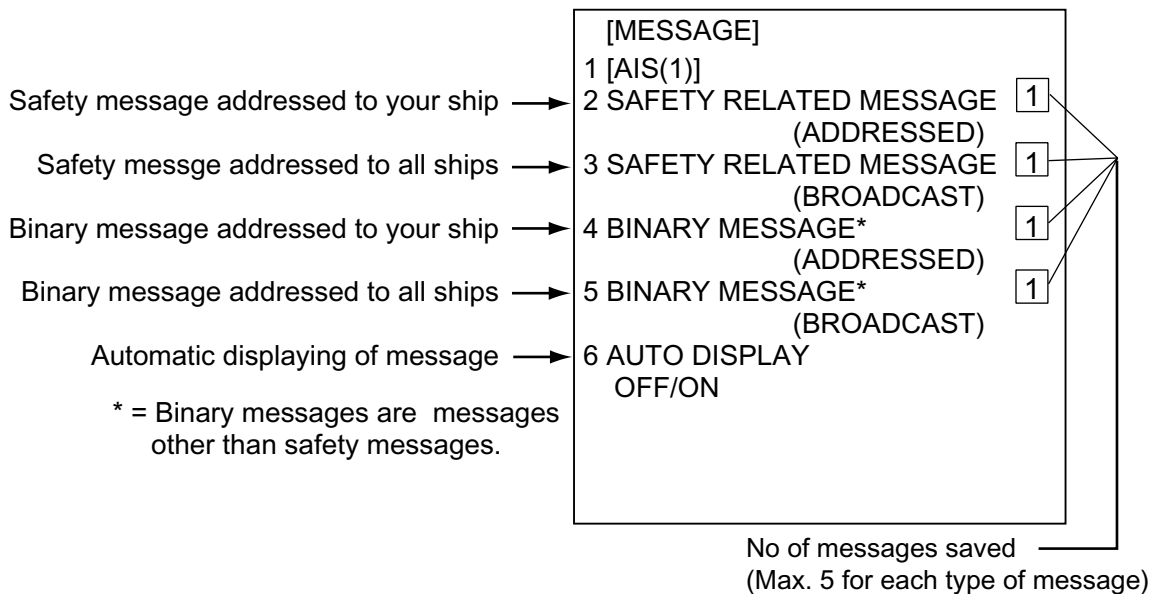 [MESSAGE]
1 [AIS(1)]
Safety message addressed to your ship 2 SAFETY RELATED MESSAGE 1
(ADDRESSED)
Safety messge addressed to all ships 3 SAFETY RELATED MESSAGE 1
(BROADCAST)
Binary message addressed to your ship 4 BINARY MESSAGE* 1
(ADDRESSED)
Binary message addressed to all ships 5 BINARY MESSAGE* 1
(BROADCAST)
Automatic displaying of message 6 AUTO DISPLAY
OFF/ON
* = Binary messages are messages
other than safety messages.
No of messages saved
(Max. 5 for each type of message)